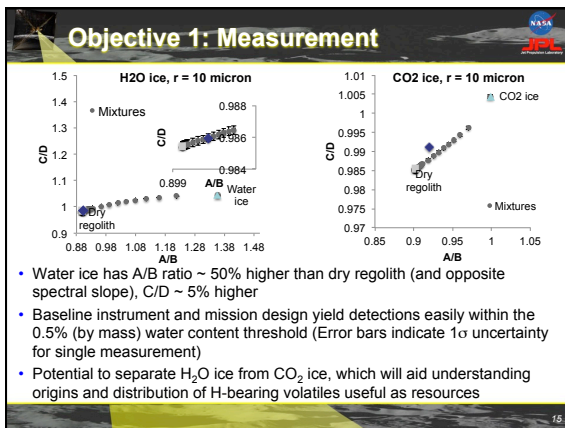 Objective 1: Measurement
NASA
JPL
Jet Propulsion Laboratory
H2O ice, r = 10 micron
1.5
1.4
1.3
1.2
1.1
1
0.9
C/D
Mixtures
0.988
0.986
0.984
C/D
0.899
A/B
Water
ice
Dry
regolith
0.88 0.98 1.08 1.18 1.28 1.38 1.48
A/B
CO2 ice, r = 10 micron
1.01
1.005
1
0.995
0.99
0.985
0.98
0.975
0.97
C/D
CO2 ice
Dry
regolith
Mixtures
0.85 0.9 0.95 1 1.05
A/B
• Water ice has A/B ratio ~ 50% higher than dry regolith (and opposite
spectral slope), C/D ~ 5% higher
• Baseline instrument and mission design yield detections easily within the
0.5% (by mass) water content threshold (Error bars indicate 1σ uncertainty
for single measurement)
• Potential to separate H₂O ice from CO₂ ice, which will aid understanding
origins and distribution of H-bearing volatiles useful as resources
15